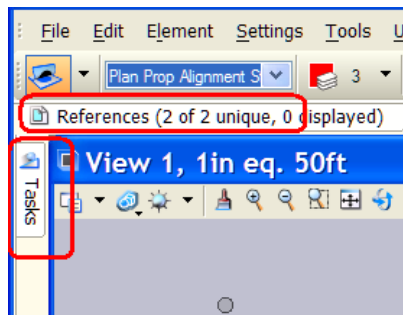 File Edit Element Settings Tools U
Plan Prop Alignment S 3
References (2 of 2 unique, 0 displayed)
Tasks
View 1, 1in eq. 50ft